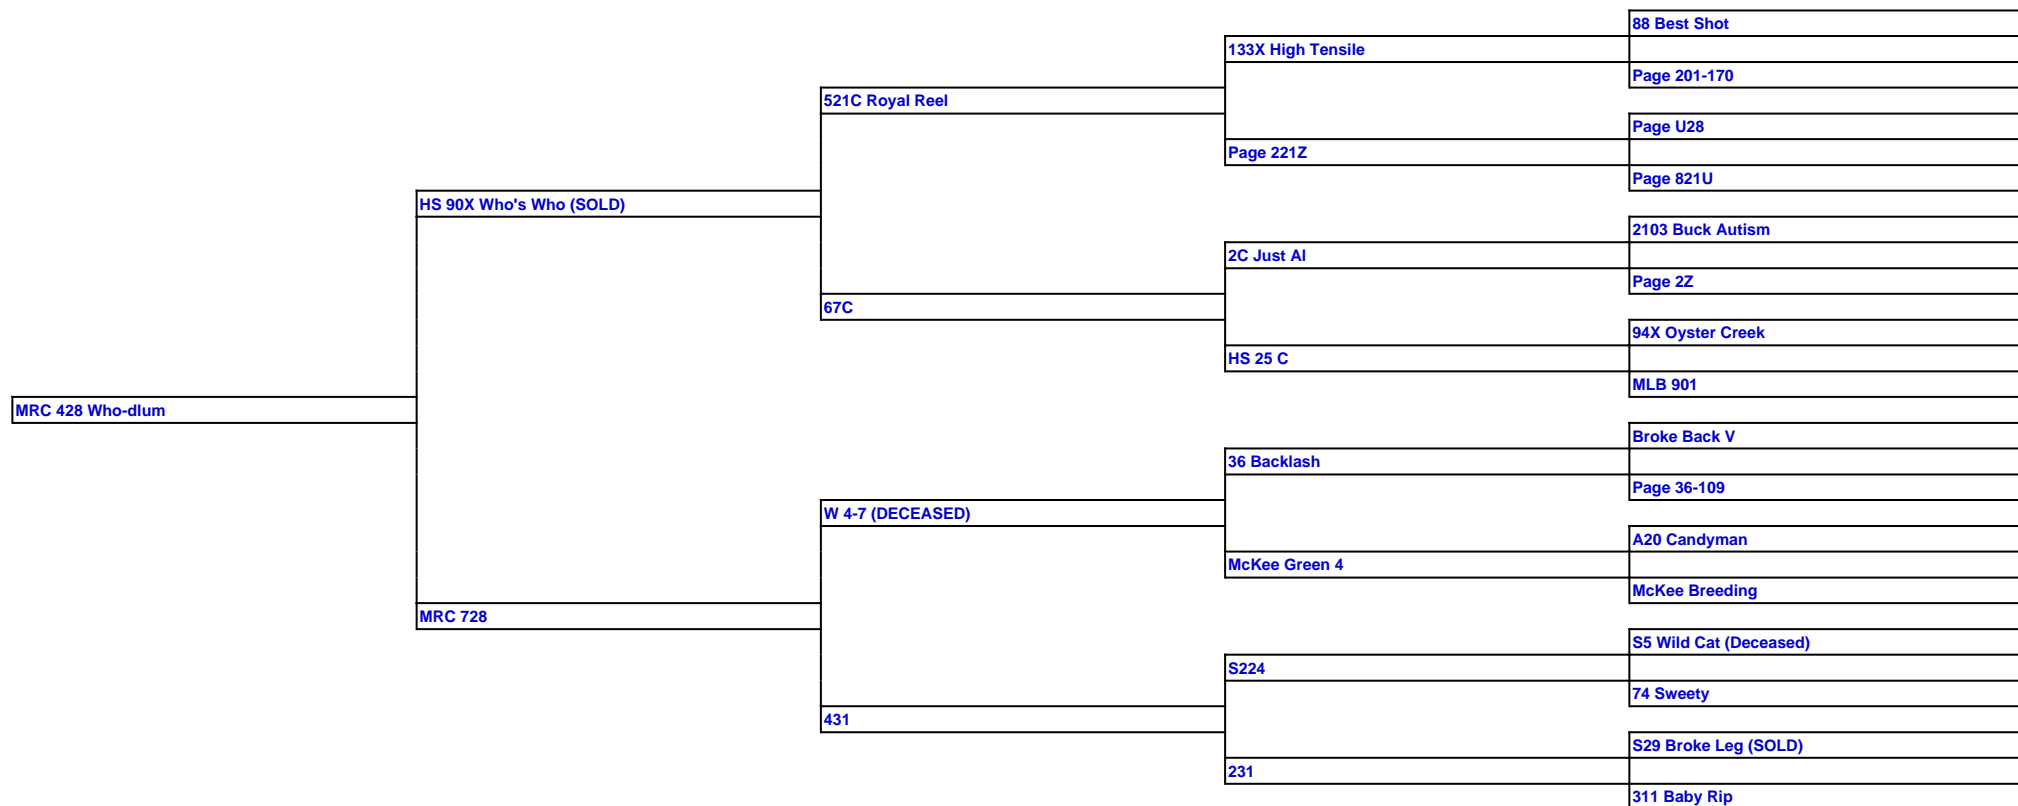 88 Best Shot
133X High Tensile
Page 201-170
521C Royal Reel
Page U28
Page 221Z
Page 821U
HS 90X Who's Who (SOLD)
2103 Buck Autism
2C Just AI
Page 2Z
67C
94X Oyster Creek
HS 25 C
MLB 901
MRC 428 Who-dlum
Broke Back V
36 Backlash
Page 36-109
W 4-7 (DECEASED)
A20 Candyman
McKee Green 4
McKee Breeding
MRC 728
S5 Wild Cat (Deceased)
S224
74 Sweety
431
S29 Broke Leg (SOLD)
231
311 Baby Rip